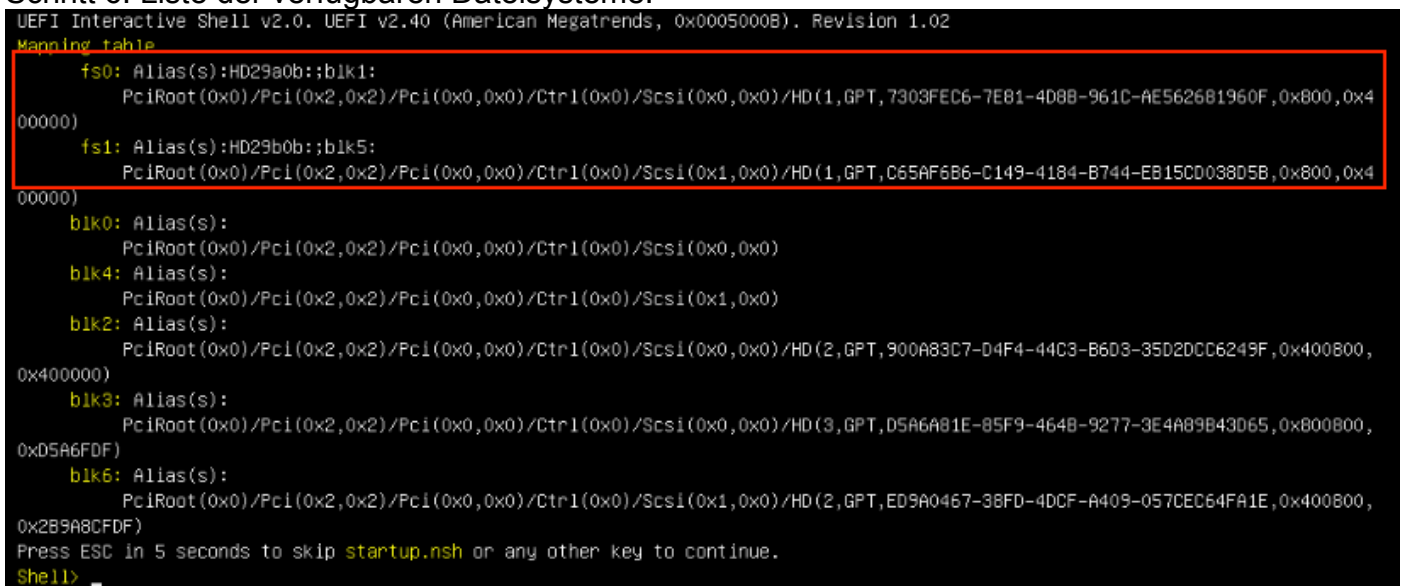 Schritt 6. Liste der verfügbaren Dateisysteme.
UEFI Interactive Shell v2.0. UEFI v2.40 (American Megatrends, 0x0005000B). Revision 1.02
Mapping table
fs0: Alias(s):HD29a0b:;blk1:
PciRoot(0x0)/Pci(0x2,0x2)/Pci(0x0,0x0)/Ctrl(0x0)/Scsi(0x0,0x0)/HD(1,GPT,7303FEC6-7E81-4D8B-961C-AE562681960F,0x800,0x4
00000)
fs1: Alias(s):HD29b0b:;blk5:
PciRoot(0x0)/Pci(0x2,0x2)/Pci(0x0,0x0)/Ctrl(0x0)/Scsi(0x1,0x0)/HD(1,GPT,C65AF6B6-C149-4184-B744-EB15CD038D5B,0x800,0x4
00000)
blk0: Alias(s):
PciRoot(0x0)/Pci(0x2,0x2)/Pci(0x0,0x0)/Ctrl(0x0)/Scsi(0x0,0x0)
blk4: Alias(s):
PciRoot(0x0)/Pci(0x2,0x2)/Pci(0x0,0x0)/Ctrl(0x0)/Scsi(0x1,0x0)
blk2: Alias(s):
PciRoot(0x0)/Pci(0x2,0x2)/Pci(0x0,0x0)/Ctrl(0x0)/Scsi(0x0,0x0)/HD(2,GPT,900A83C7-D4F4-44C3-B6D3-35D2DCC6249F,0x400800,
0x400000)
blk3: Alias(s):
PciRoot(0x0)/Pci(0x2,0x2)/Pci(0x0,0x0)/Ctrl(0x0)/Scsi(0x0,0x0)/HD(3,GPT,D5A6A81E-85F9-464B-9277-3E4A89B43D65,0x800800,
0xD5A6FDF)
blk6: Alias(s):
PciRoot(0x0)/Pci(0x2,0x2)/Pci(0x0,0x0)/Ctrl(0x0)/Scsi(0x1,0x0)/HD(2,GPT,ED9A0467-38FD-4DCF-A409-057CEC64FA1E,0x400800,
0x2B9A8CFDF)
Press ESC in 5 seconds to skip startup.nsh or any other key to continue.
Shell> _